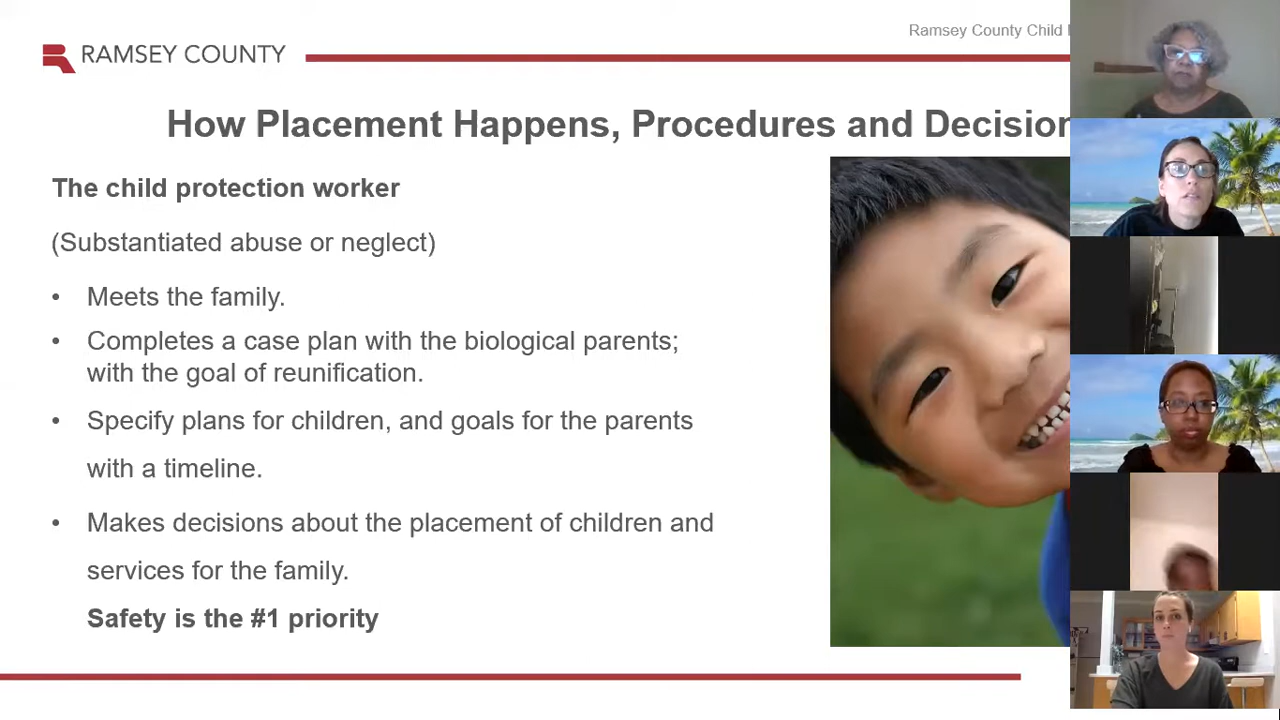 Ramsey County Child
RAMSEY COUNTY
How Placement Happens, Procedures and Decision
The child protection worker
(Substantiated abuse or neglect)
• Meets the family.
• Completes a case plan with the biological parents;
with the goal of reunification.
• Specify plans for children, and goals for the parents
with a timeline.
• Makes decisions about the placement of children and
services for the family.
Safety is the #1 priority